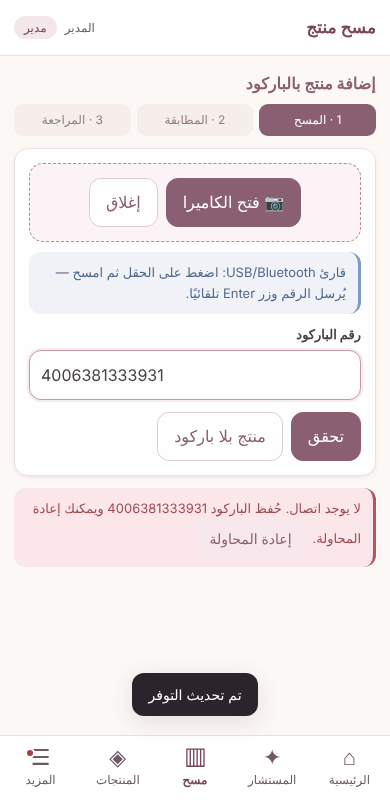 مسح منتج
المدير
مدير
إضافة منتج بالباركود
1 · المسح
2 · المطابقة
3 · المراجعة
📷 فتح الكاميرا
إغلاق
قارئ USB/Bluetooth: اضغط على الحقل ثم امسح —
يُرسل الرقم وزر Enter تلقائيًا.
رقم الباركود
4006381333931
تحقق
منتج بلا باركود
لا يوجد اتصال. حُفظ الباركود 4006381333931 ويمكنك إعادة
المحاولة. إعادة المحاولة
تم تحديث التوفر
الرئيسية
المستشار
مسح
المنتجات
المزيد